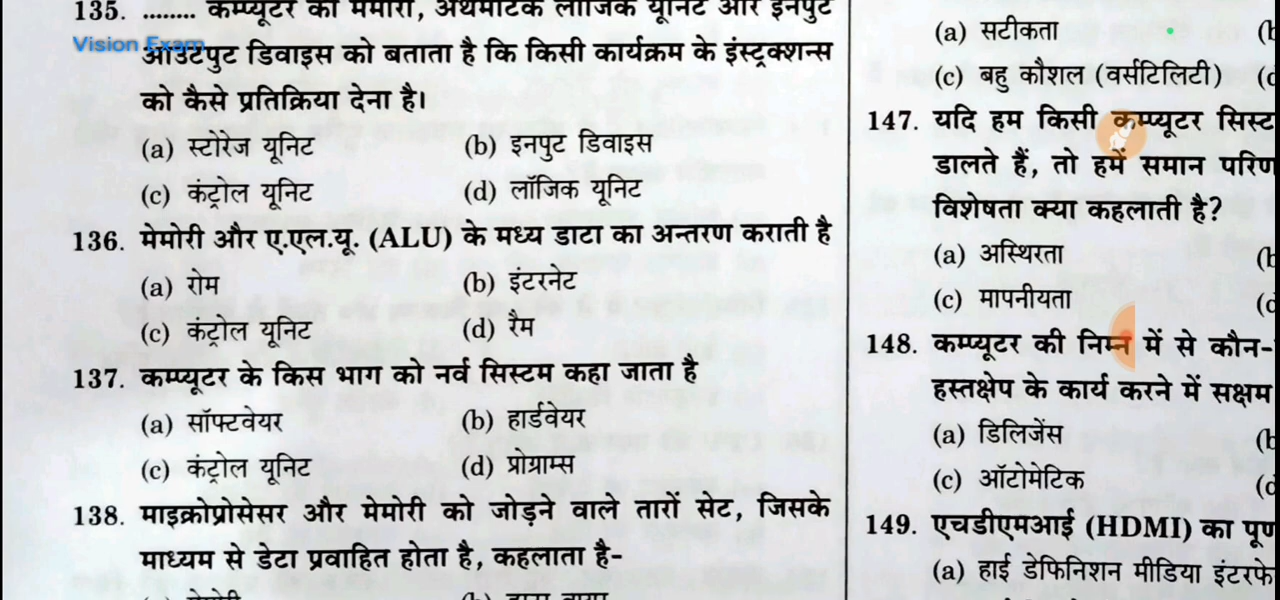 135. ........ कम्प्यूटर की मेमोरी, अर्थमेटिक लॉजिक यूनिट और इनपुट
Vision Exam
आउटपुट डिवाइस को बताता है कि किसी कार्यक्रम के इंस्ट्रक्शन्स
को कैसे प्रतिक्रिया देना है।
(a) स्टोरेज यूनिट (b) इनपुट डिवाइस
(c) कंट्रोल यूनिट (d) लॉजिक यूनिट
136. मेमोरी और ए.एल.यू. (ALU) के मध्य डाटा का अन्तरण कराती है
(a) रोम (b) इंटरनेट
(c) कंट्रोल यूनिट (d) रैम
137. कम्प्यूटर के किस भाग को नर्व सिस्टम कहा जाता है
(a) सॉफ्टवेयर (b) हार्डवेयर
(c) कंट्रोल यूनिट (d) प्रोग्राम्स
138. माइक्रोप्रोसेसर और मेमोरी को जोड़ने वाले तारों सेट, जिसके
माध्यम से डेटा प्रवाहित होता है, कहलाता है-
(a) सटीकता
(c) बहु कौशल (वर्सटिलिटी)
147. यदि हम किसी कम्प्यूटर
डालते हैं, तो हमें समान
विशेषता क्या कहलाती है?
(a) अस्थिरता
(c) मापनीयता
148. कम्प्यूटर की निम्न में से कौन-
हस्तक्षेप के कार्य करने में सक्षम
(a) डिलिजेंस
(c) ऑटोमेटिक
149. एचडीएमआई (HDMI) का
(a) हाई डेफिनिशन मीडिया